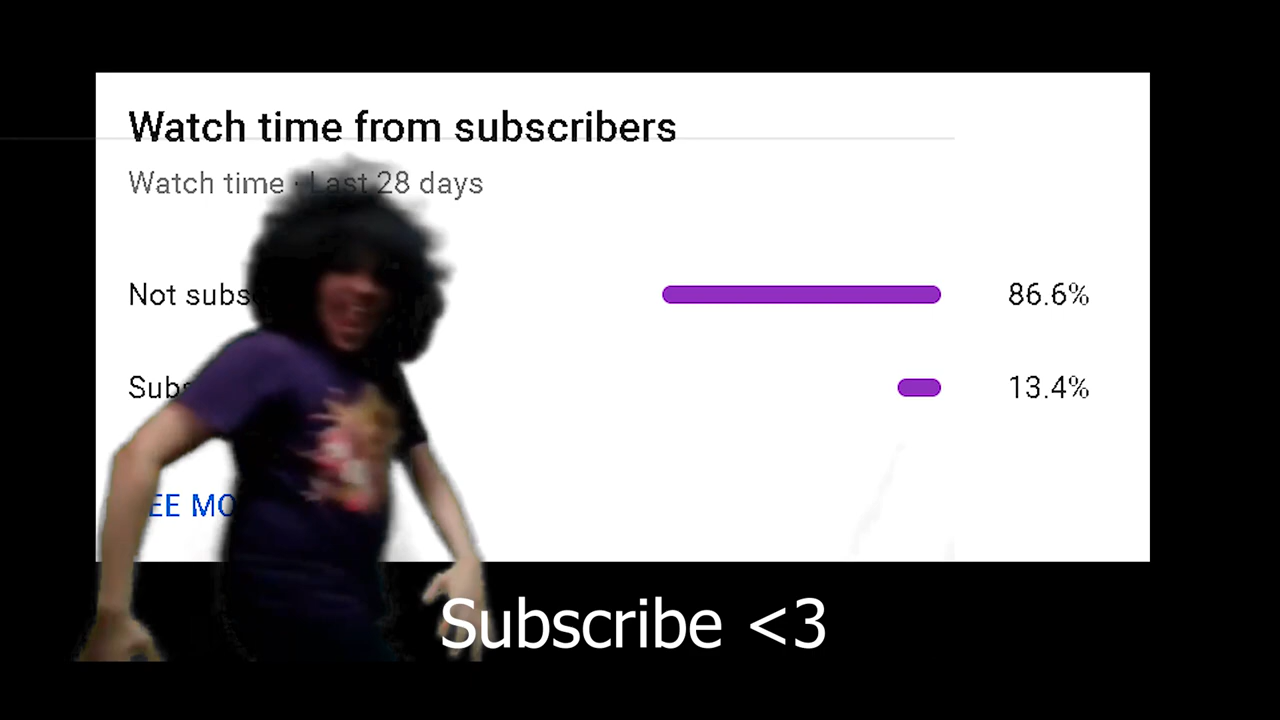 Watch time from subscribers
Watch time · Last 28 days
Not subs 86.6%
Subs 13.4%
EE MO
Subscribe <3